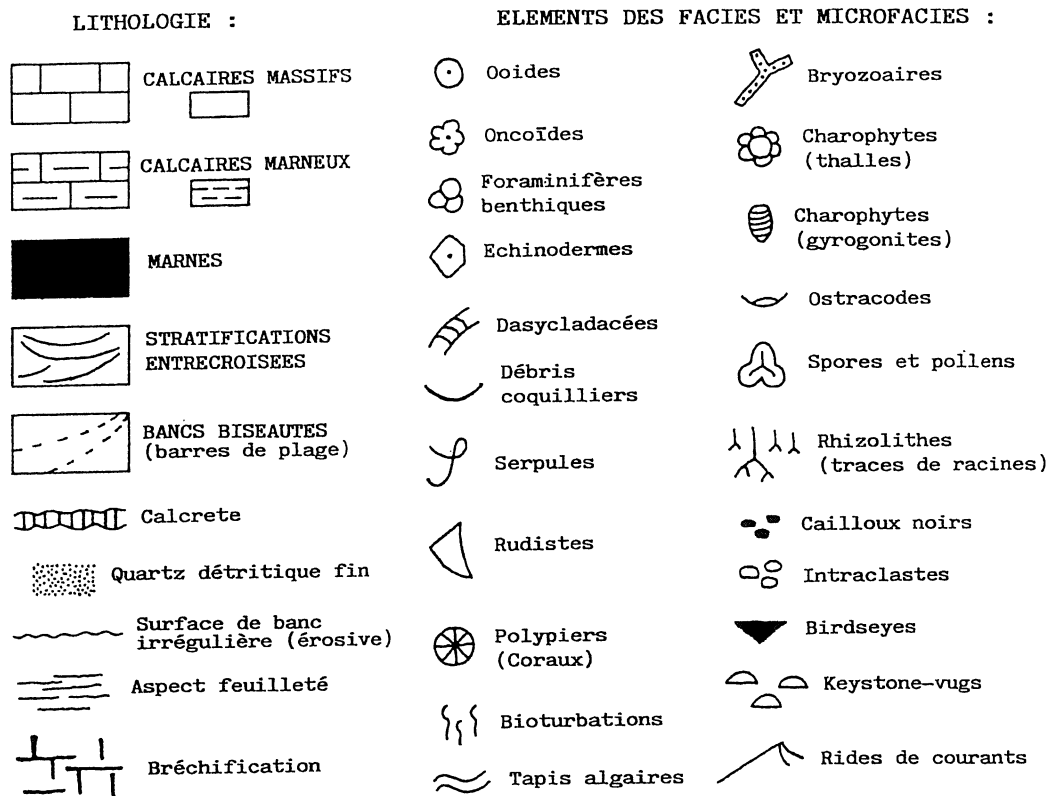 LITHOLOGIE :
CALCAIRES MASSIFS
CALCAIRES MARNEUX
MARNES
STRATIFICATIONS
ENTRECROISEES
BANCS BISEAUTES
(barres de plage)
Calcrete
Quartz détritique fin
Surface de banc
irrégulière (érosive)
Aspect feuilleté
Bréchification
ELEMENTS DES FACIES ET MICROFACIES :
Ooides
Oncoïdes
Foraminifères
benthiques
Echinodermes
Dasycladacées
Débris
coquilliers
Serpules
Rudistes
Polypiers
(Coraux)
Bioturbations
Tapis algaires
Bryozoaires
Charophytes
(thalles)
Charophytes
(gyrogonites)
Ostracodes
Spores et pollens
Rhizolithes
(traces de racines)
Cailloux noirs
Intraclastes
Birdseyes
Keystone-vugs
Rides de courants